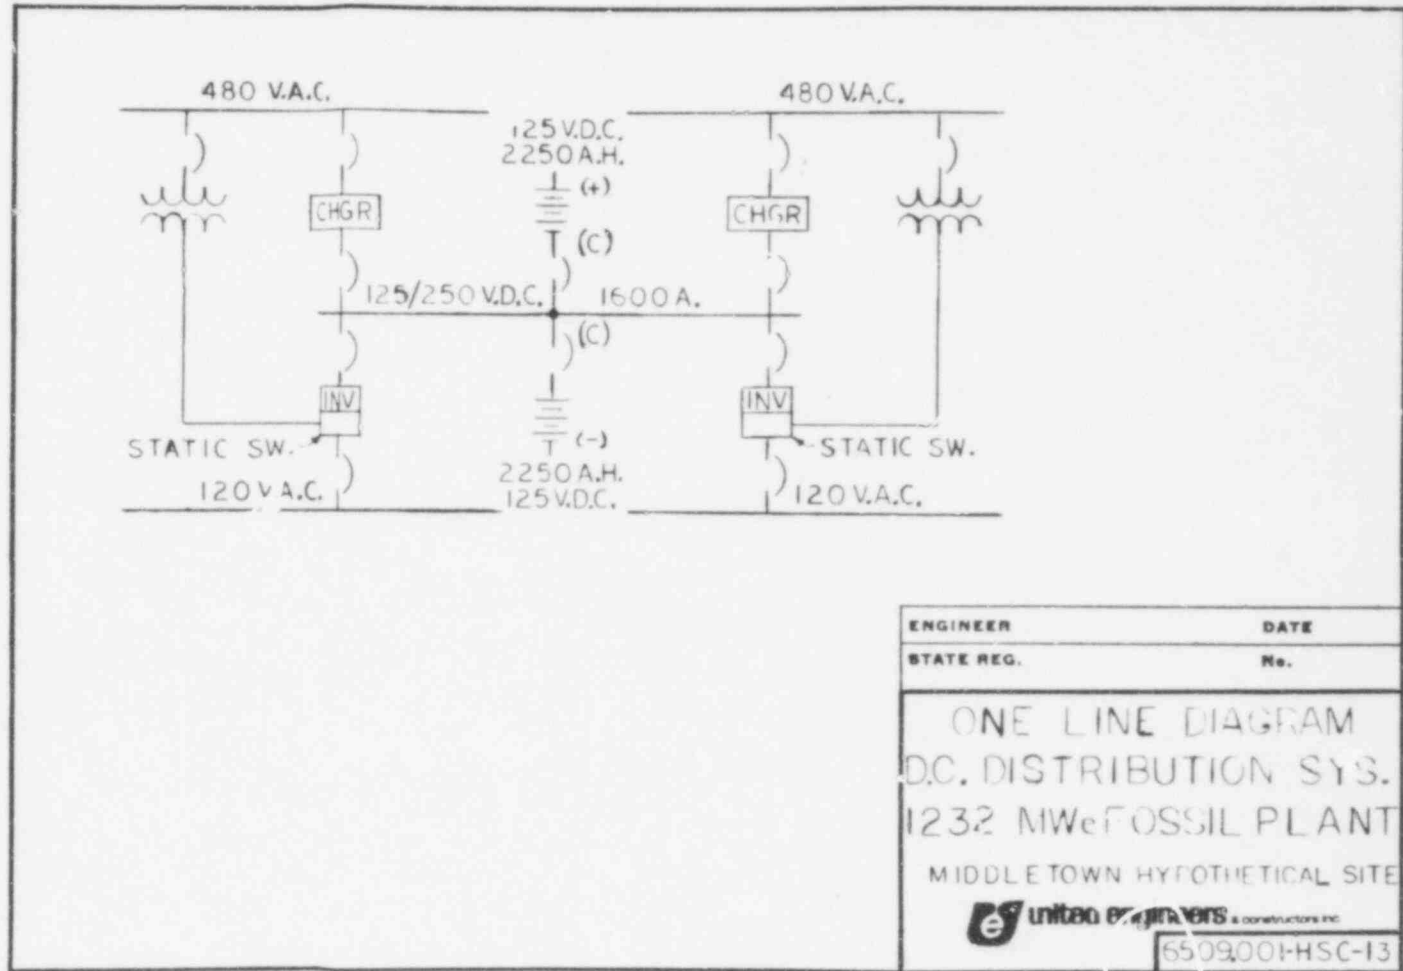 480 V.A.C.
480 V.A.C.
125 V.D.C.
2250 A.H.
(+)
CHGR
CHGR
(C)
125/250 V.D.C.
1600 A.
(C)
INV
INV
STATIC SW.
(-)
STATIC SW.
2250 A.H.
120 V.A.C.
125 V.D.C.
120 V.A.C.
ENGINEER DATE
STATE REG. No.
ONE LINE DIAGRAM
D.C. DISTRIBUTION SYS.
1232 MWe FOSSIL PLANT
MIDDLETOWN HYPOTHETICAL SITE
united engineers & constructors inc
6509.001-HSC-13